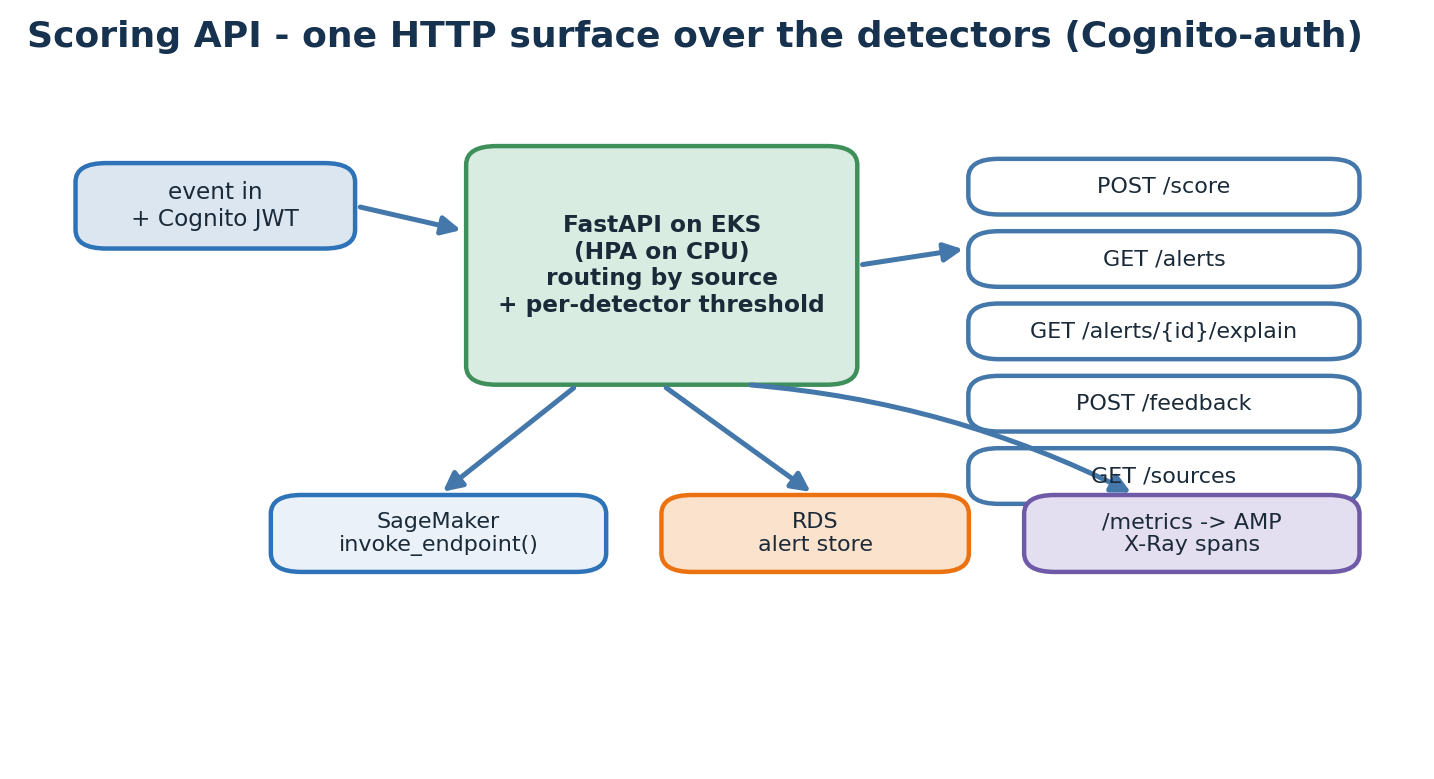 Scoring API - one HTTP surface over the detectors (Cognito-auth)
event in
+ Cognito JWT
FastAPI on EKS
(HPA on CPU)
routing by source
+ per-detector threshold
POST /score
GET /alerts
GET /alerts/{id}/explain
POST /feedback
GET /sources
SageMaker
invoke_endpoint()
RDS
alert store
/metrics -> AMP
X-Ray spans